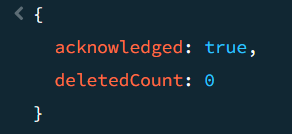 < {
acknowledged: true,
deletedCount: 0
}